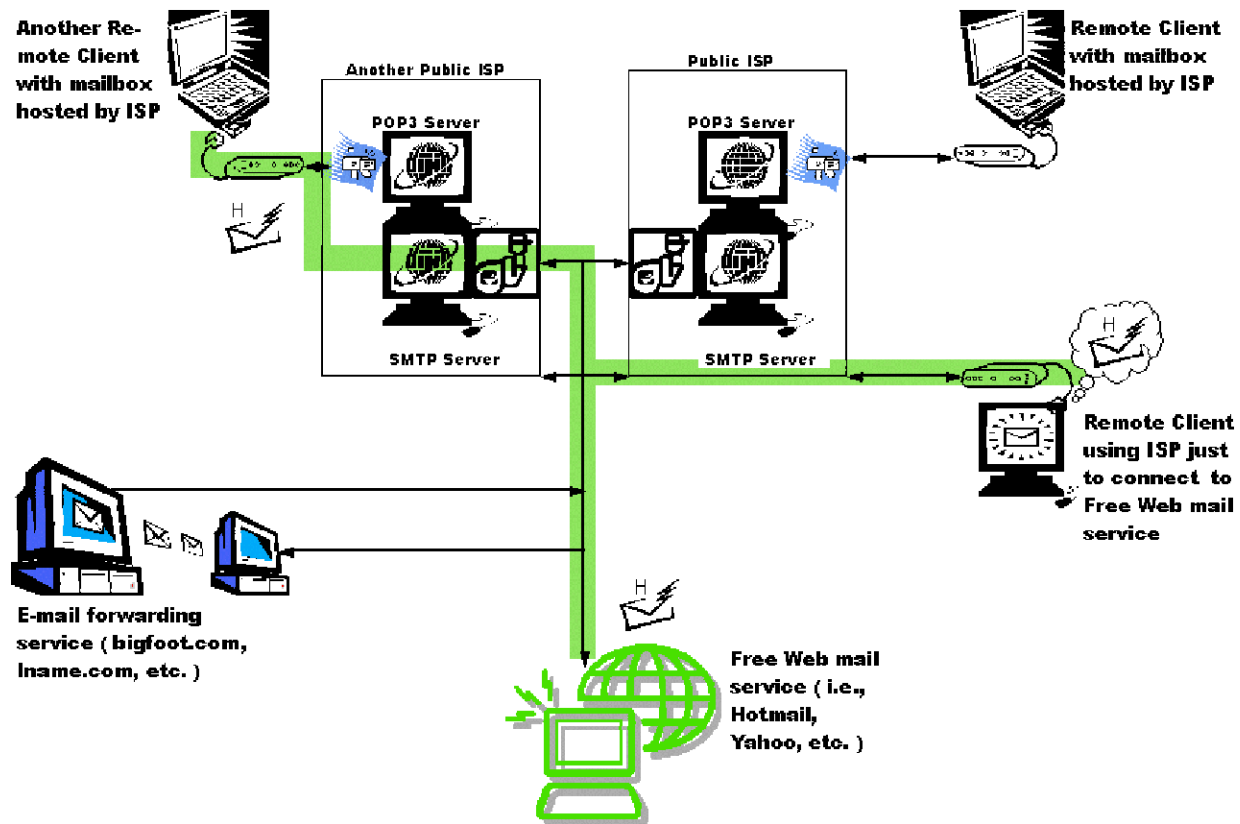 Another Re-
mote Client
with mailbox
hosted by ISP
Another Public ISP
Public ISP
Remote Client
with mailbox
hosted by ISP
POP3 Server
POP3 Server
H
SMTP Server
SMTP Server
H
Remote Client
using ISP just
to connect to
Free Web mail
service
E-mail forwarding
service ( bigfoot.com,
Iname.com, etc. )
H
Free Web mail
service ( i.e.,
Hotmail,
Yahoo, etc. )